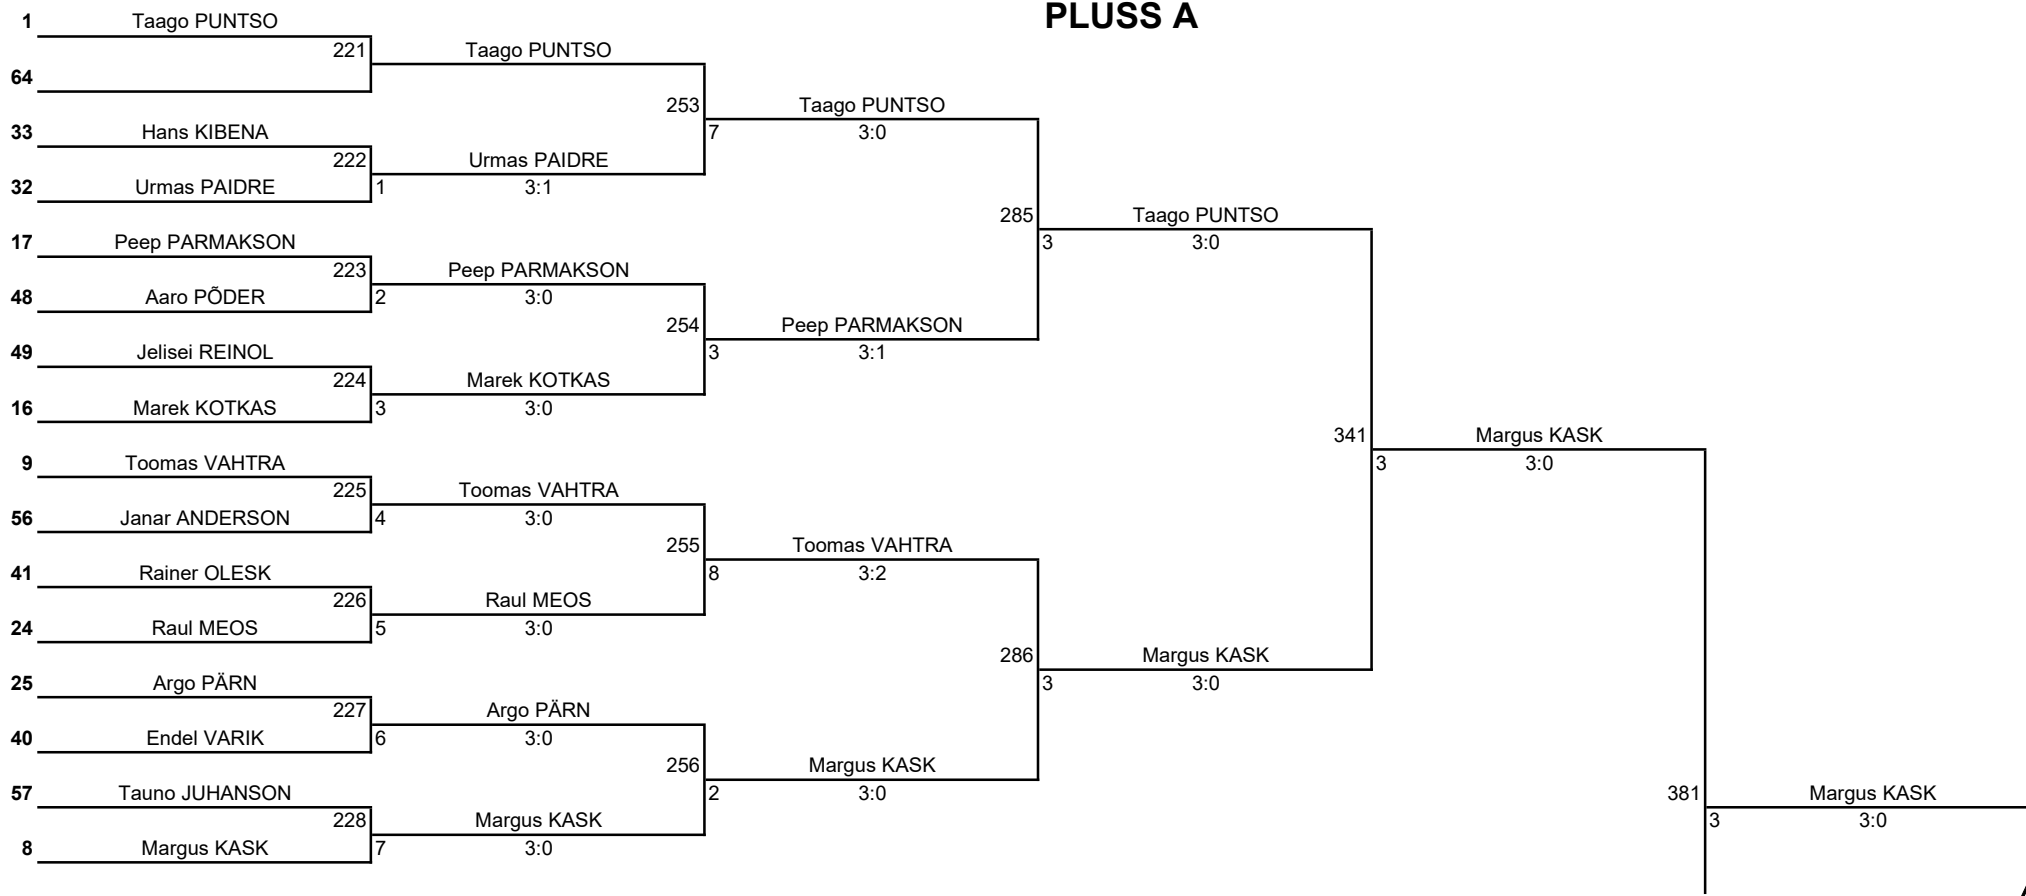 PLUSS A
1 Taago PUNTSO
221 Taago PUNTSO
64
253 Taago PUNTSO
33 Hans KIBENA
7 3:0
222 Urmas PAIDRE
32 Urmas PAIDRE 1 3:1
285 Taago PUNTSO
17 Peep PARMAKSON
3 3:0
223 Peep PARMAKSON
48 Aaro PÕDER 2 3:0
254 Peep PARMAKSON
49 Jelisei REINOL
3 3:1
224 Marek KOTKAS
16 Marek KOTKAS 3 3:0
341 Margus KASK
9 Toomas VAHTRA
3 3:0
225 Toomas VAHTRA
56 Janar ANDERSON 4 3:0
255 Toomas VAHTRA
41 Rainer OLESK
8 3:2
226 Raul MEOS
24 Raul MEOS 5 3:0
286 Margus KASK
25 Argo PÄRN
3 3:0
227 Argo PÄRN
40 Endel VARIK 6 3:0
256 Margus KASK
57 Tauno JUHANSON
2 3:0
381 Margus KASK
228 Margus KASK
3 3:0
8 Margus KASK 7 3:0